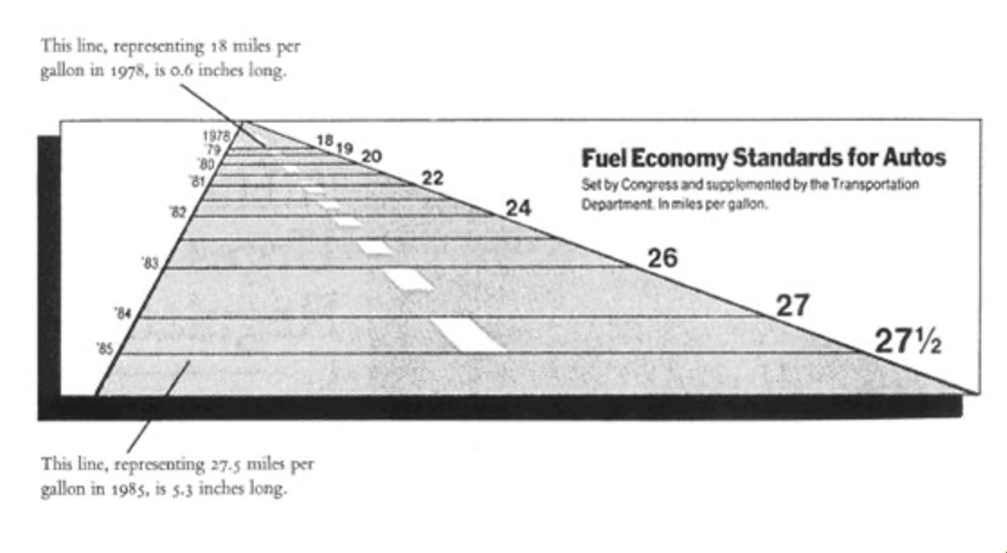 This line, representing 18 miles per
gallon in 1978, is 0.6 inches long.
Fuel Economy Standards for Autos
Set by Congress and supplemented by the Transportation
Department. In miles per gallon.
1978
'79
'80
'81
'82
'83
'84
'85
18
19
20
22
24
26
27
27½
This line, representing 27.5 miles per
gallon in 1985, is 5.3 inches long.